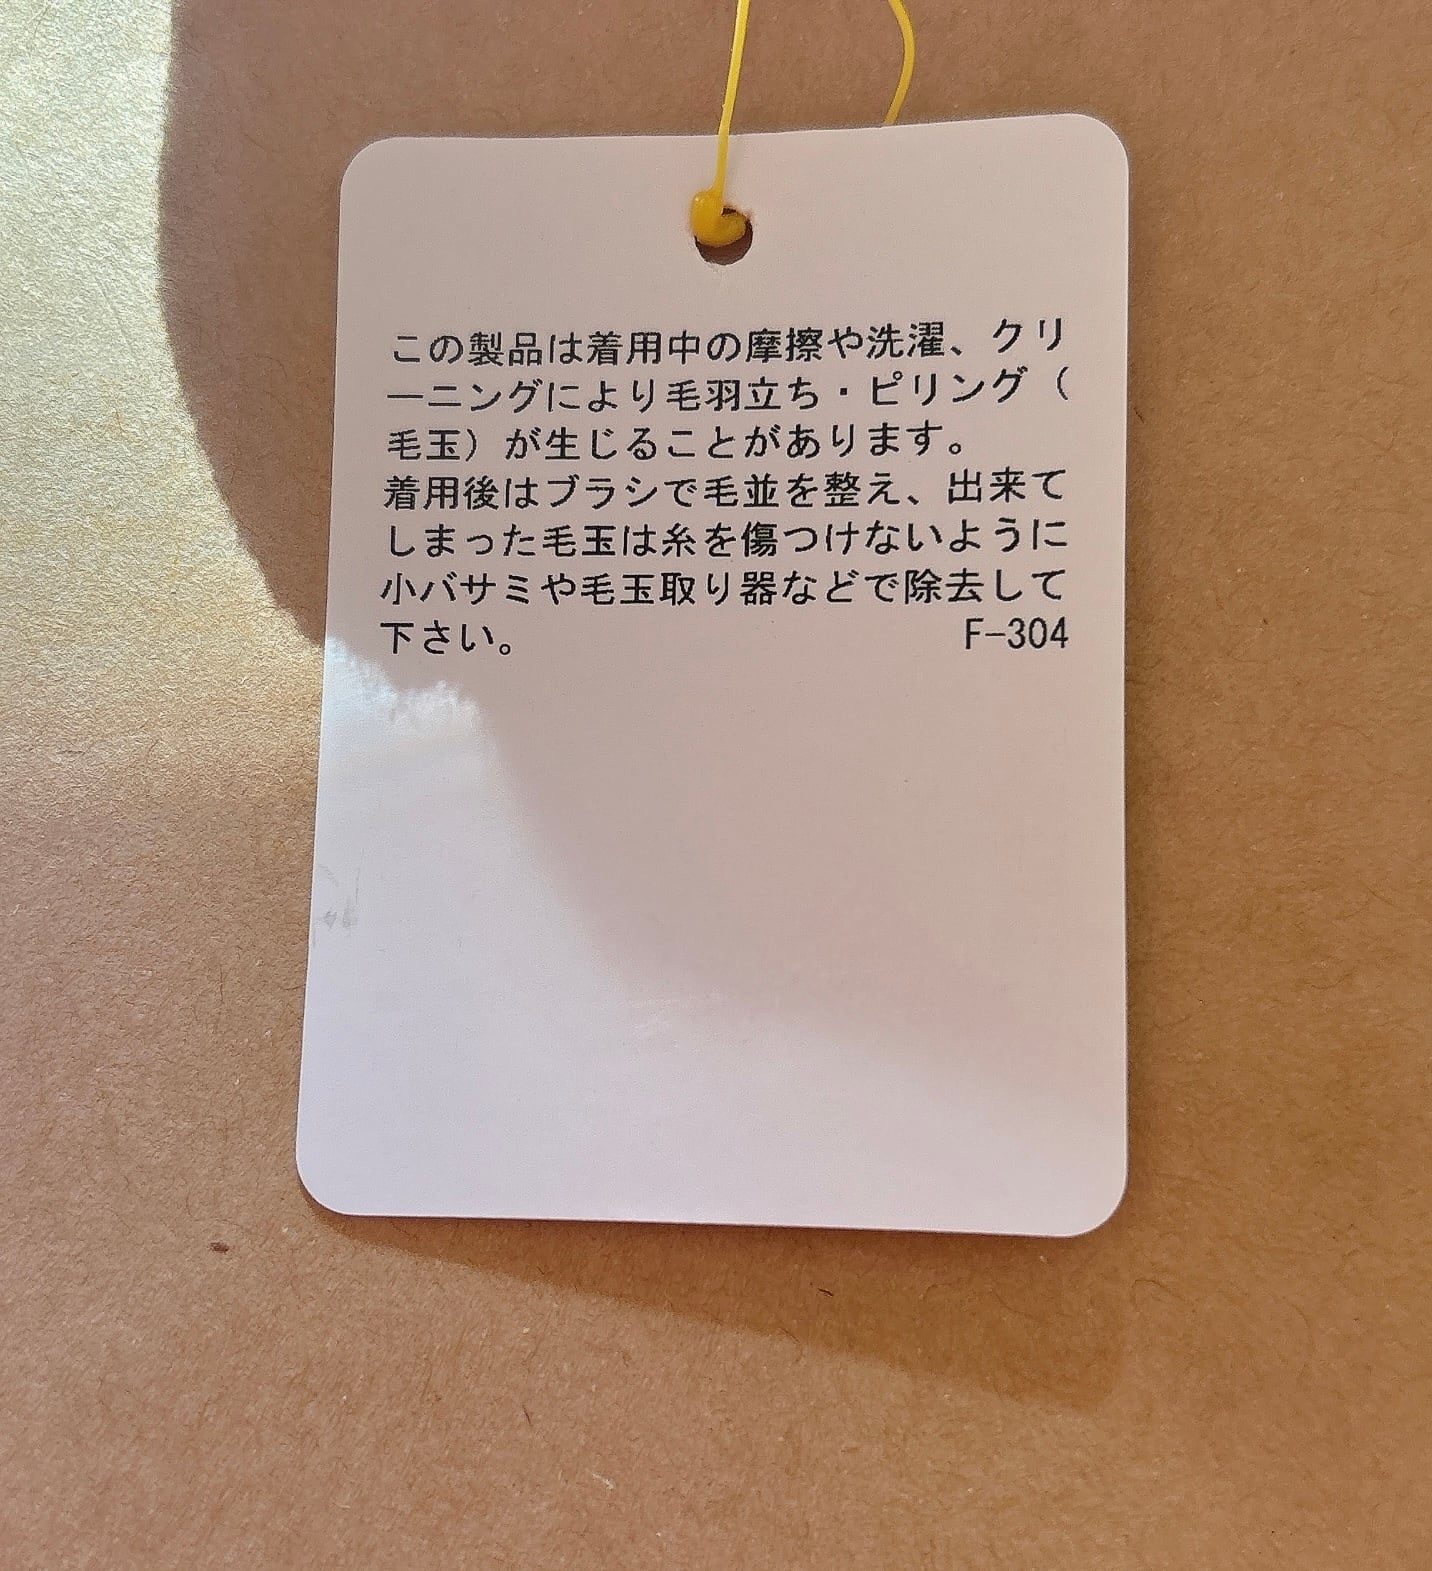 この製品は着用中の摩擦や洗濯、クリ
ーニングにより毛羽立ち・ピリング（
毛玉）が生じることがあります。
着用後はブラシで毛並を整え、出来て
しまった毛玉は糸を傷つけないように
小バサミや毛玉取り器などで除去して
下さい。 F-304